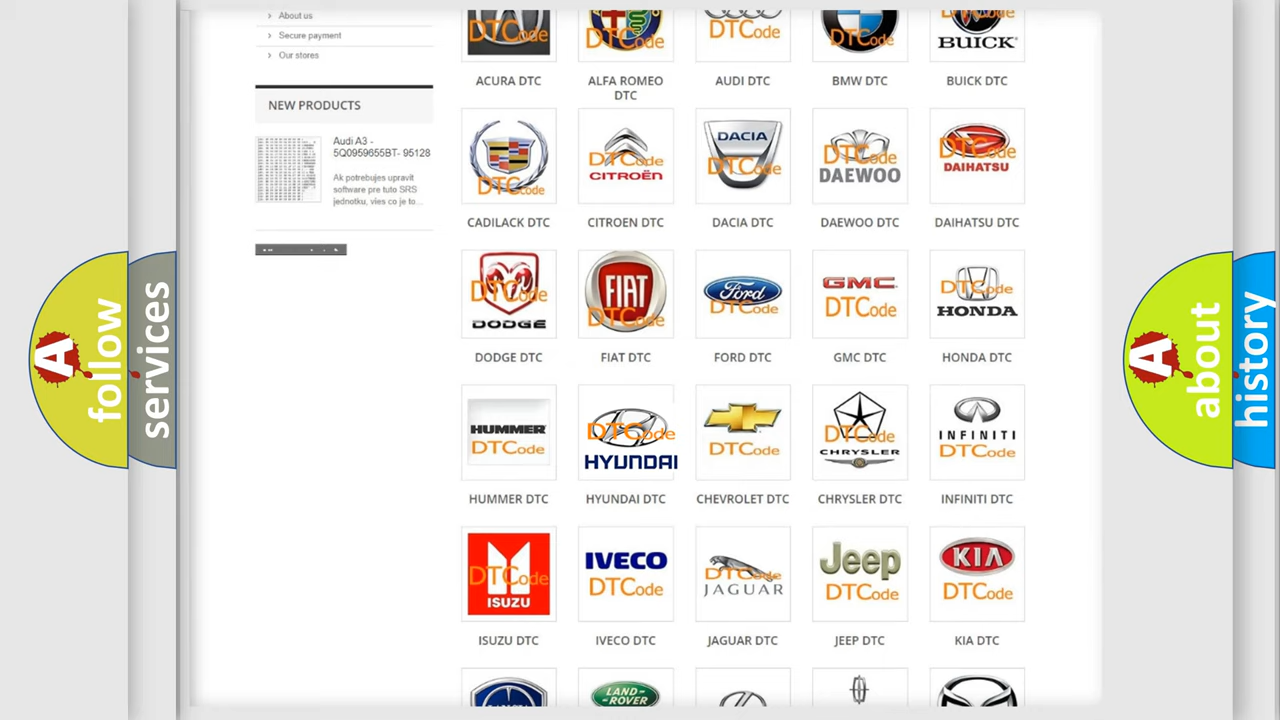 About us
Secure payment
Our stores
NEW PRODUCTS
Audi A3 -
5Q0959655BT- 95128
Ak potrebujes upravit
software pre tuto SRS
jednotku, vies co je to...
DTCode
DTCode
DTCode
DTCode
BUICK
ACURA DTC
ALFA ROMEO
DTC
AUDI DTC
BMW DTC
BUICK DTC
DTCode
DTCode
CITROËN
DACIA
DTCode
DTCode
DAEWOO
DTCode
DAIHATSU
CADILACK DTC
CITROEN DTC
DACIA DTC
DAEWOO DTC
DAIHATSU DTC
DTCode
DODGE
FIAT
DTCode
Ford
DTCode
GMC
DTCode
DTCode
HONDA
DODGE DTC
FIAT DTC
FORD DTC
GMC DTC
HONDA DTC
HUMMER
DTCode
DTCode
HYUNDAI
DTCode
DTCode
CHRYSLER
INFINITI
DTCode
HUMMER DTC
HYUNDAI DTC
CHEVROLET DTC
CHRYSLER DTC
INFINITI DTC
DTCode
ISUZU
IVECO
DTCode
DTCode
JAGUAR
Jeep
DTCode
KIA
DTCode
ISUZU DTC
IVECO DTC
JAGUAR DTC
JEEP DTC
KIA DTC
LAND-
ROVER
A
follow
services
A
about
history